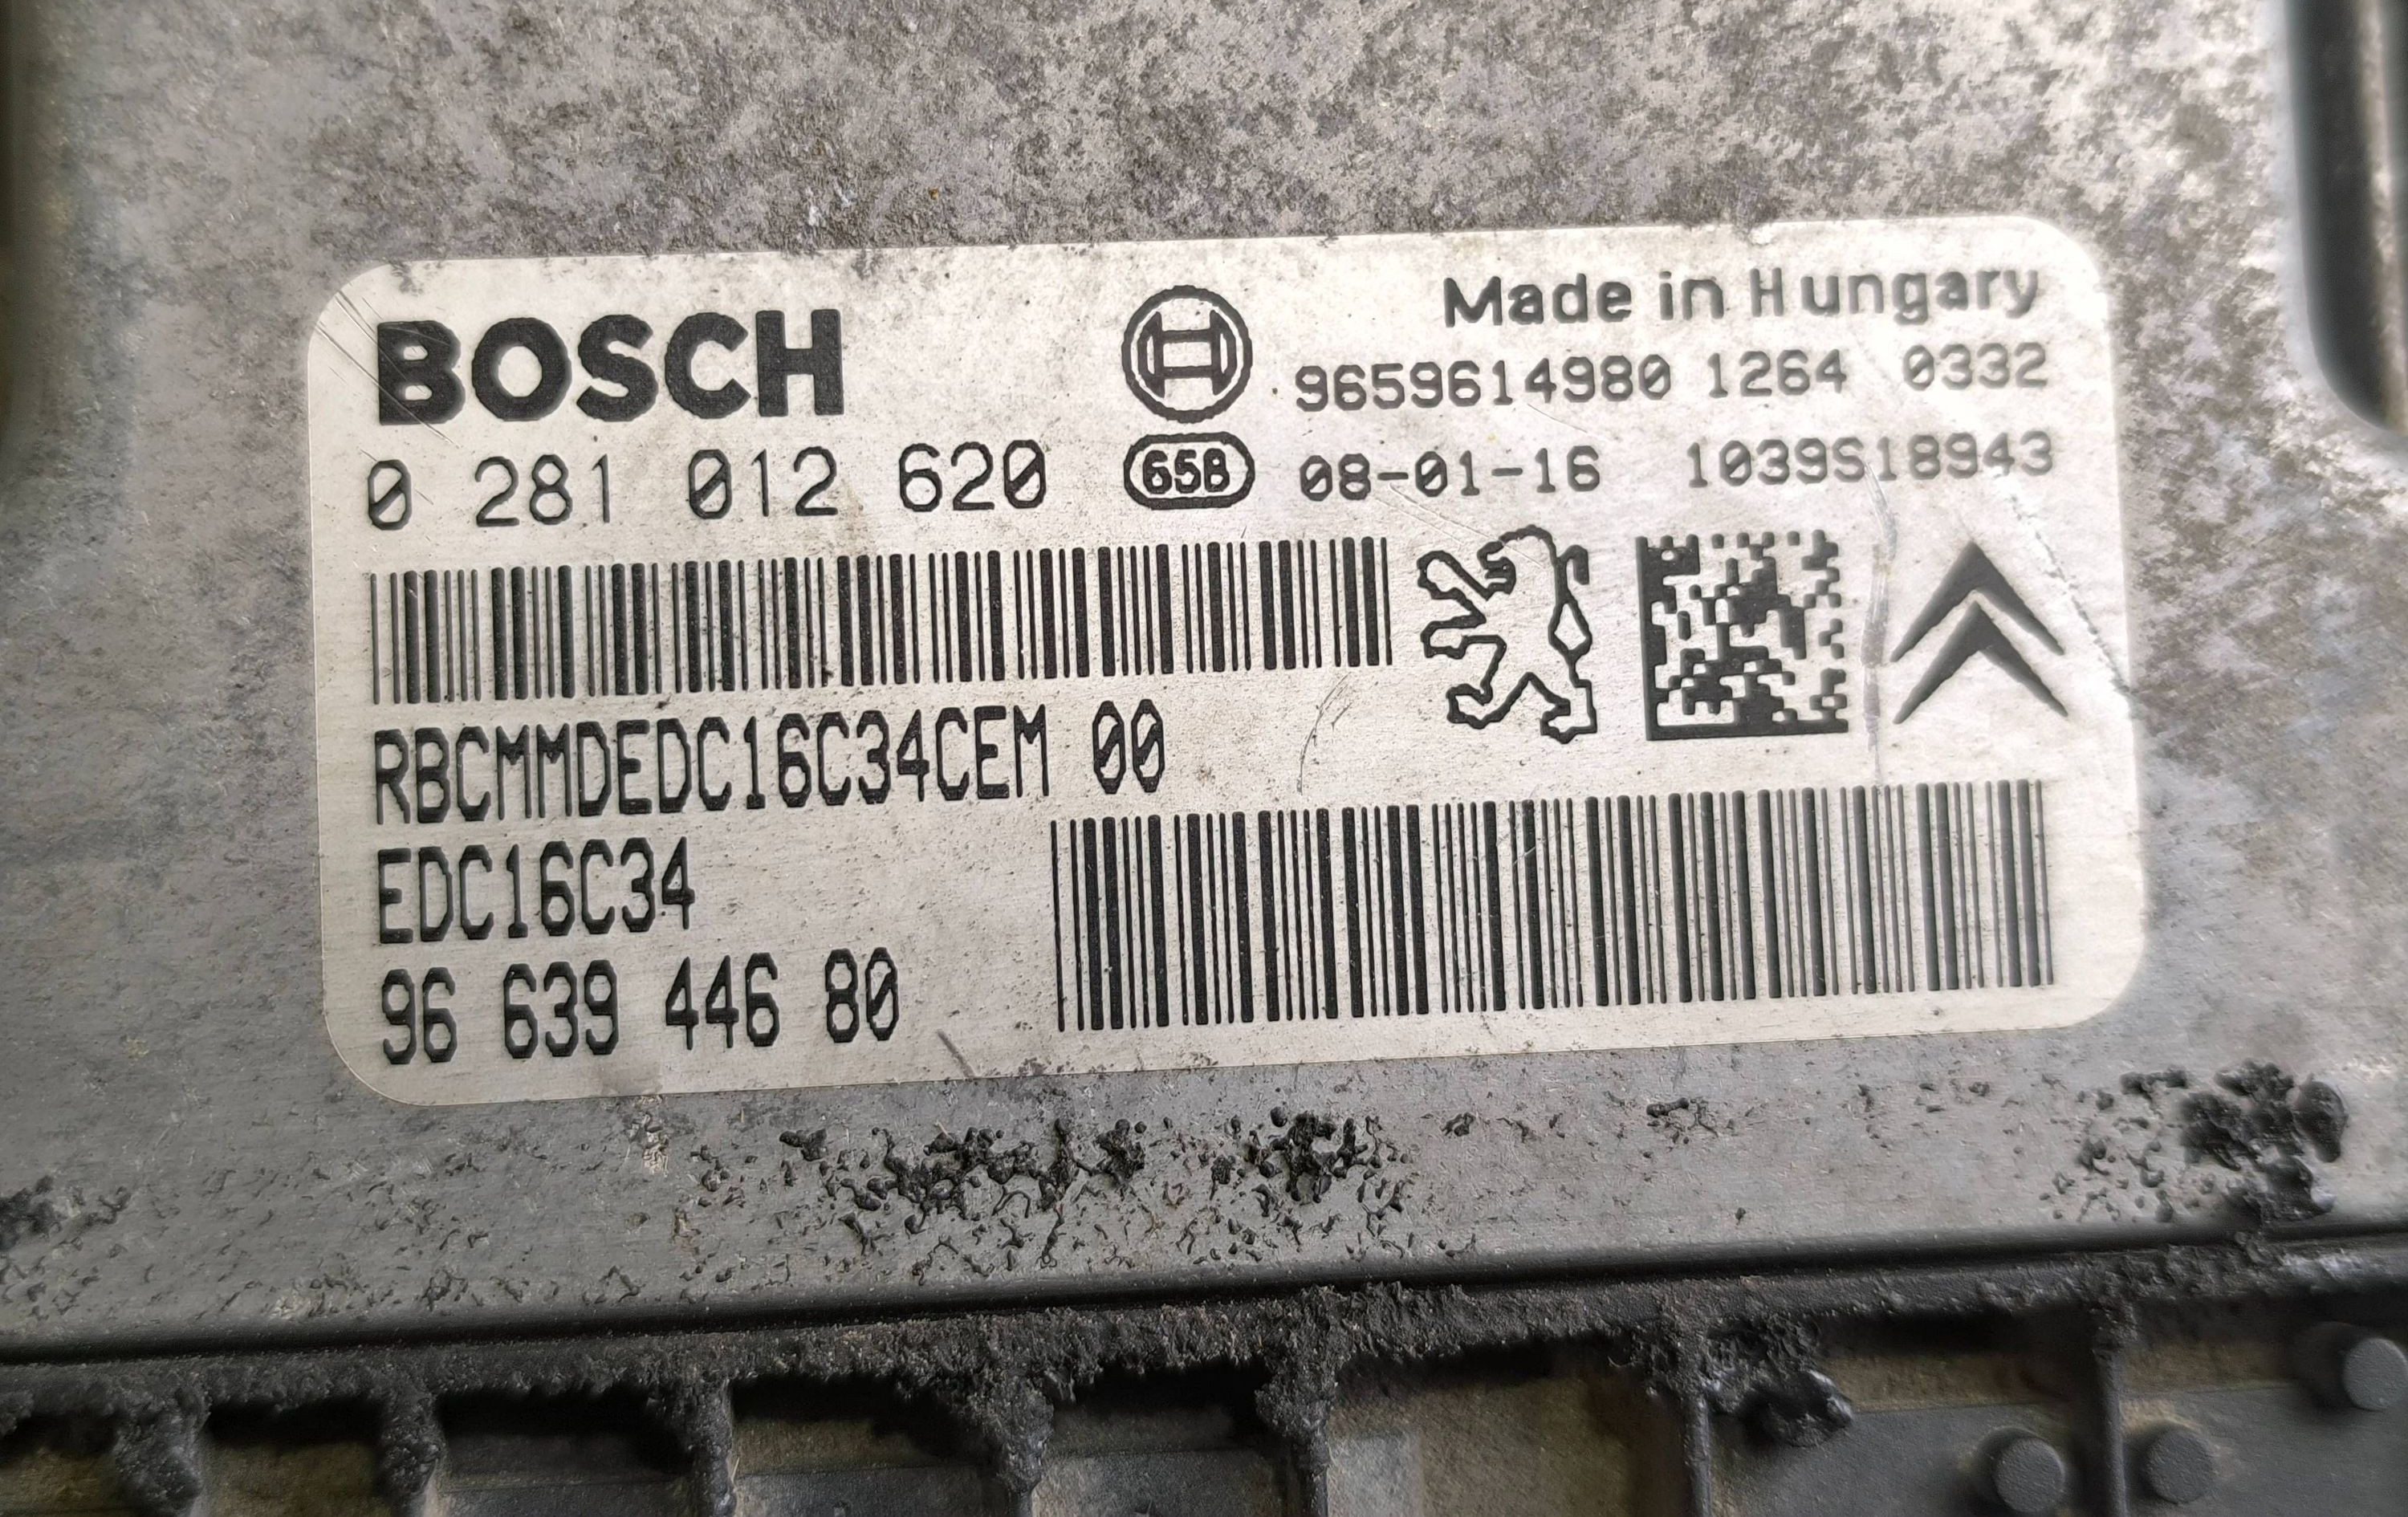 BOSCH
Made in Hungary
9659614980 1264 0332
0 281 012 620
65B 08-01-16 1039S18943
RBCMMDEDC16C34CEM 00
EDC16C34
96 639 446 80